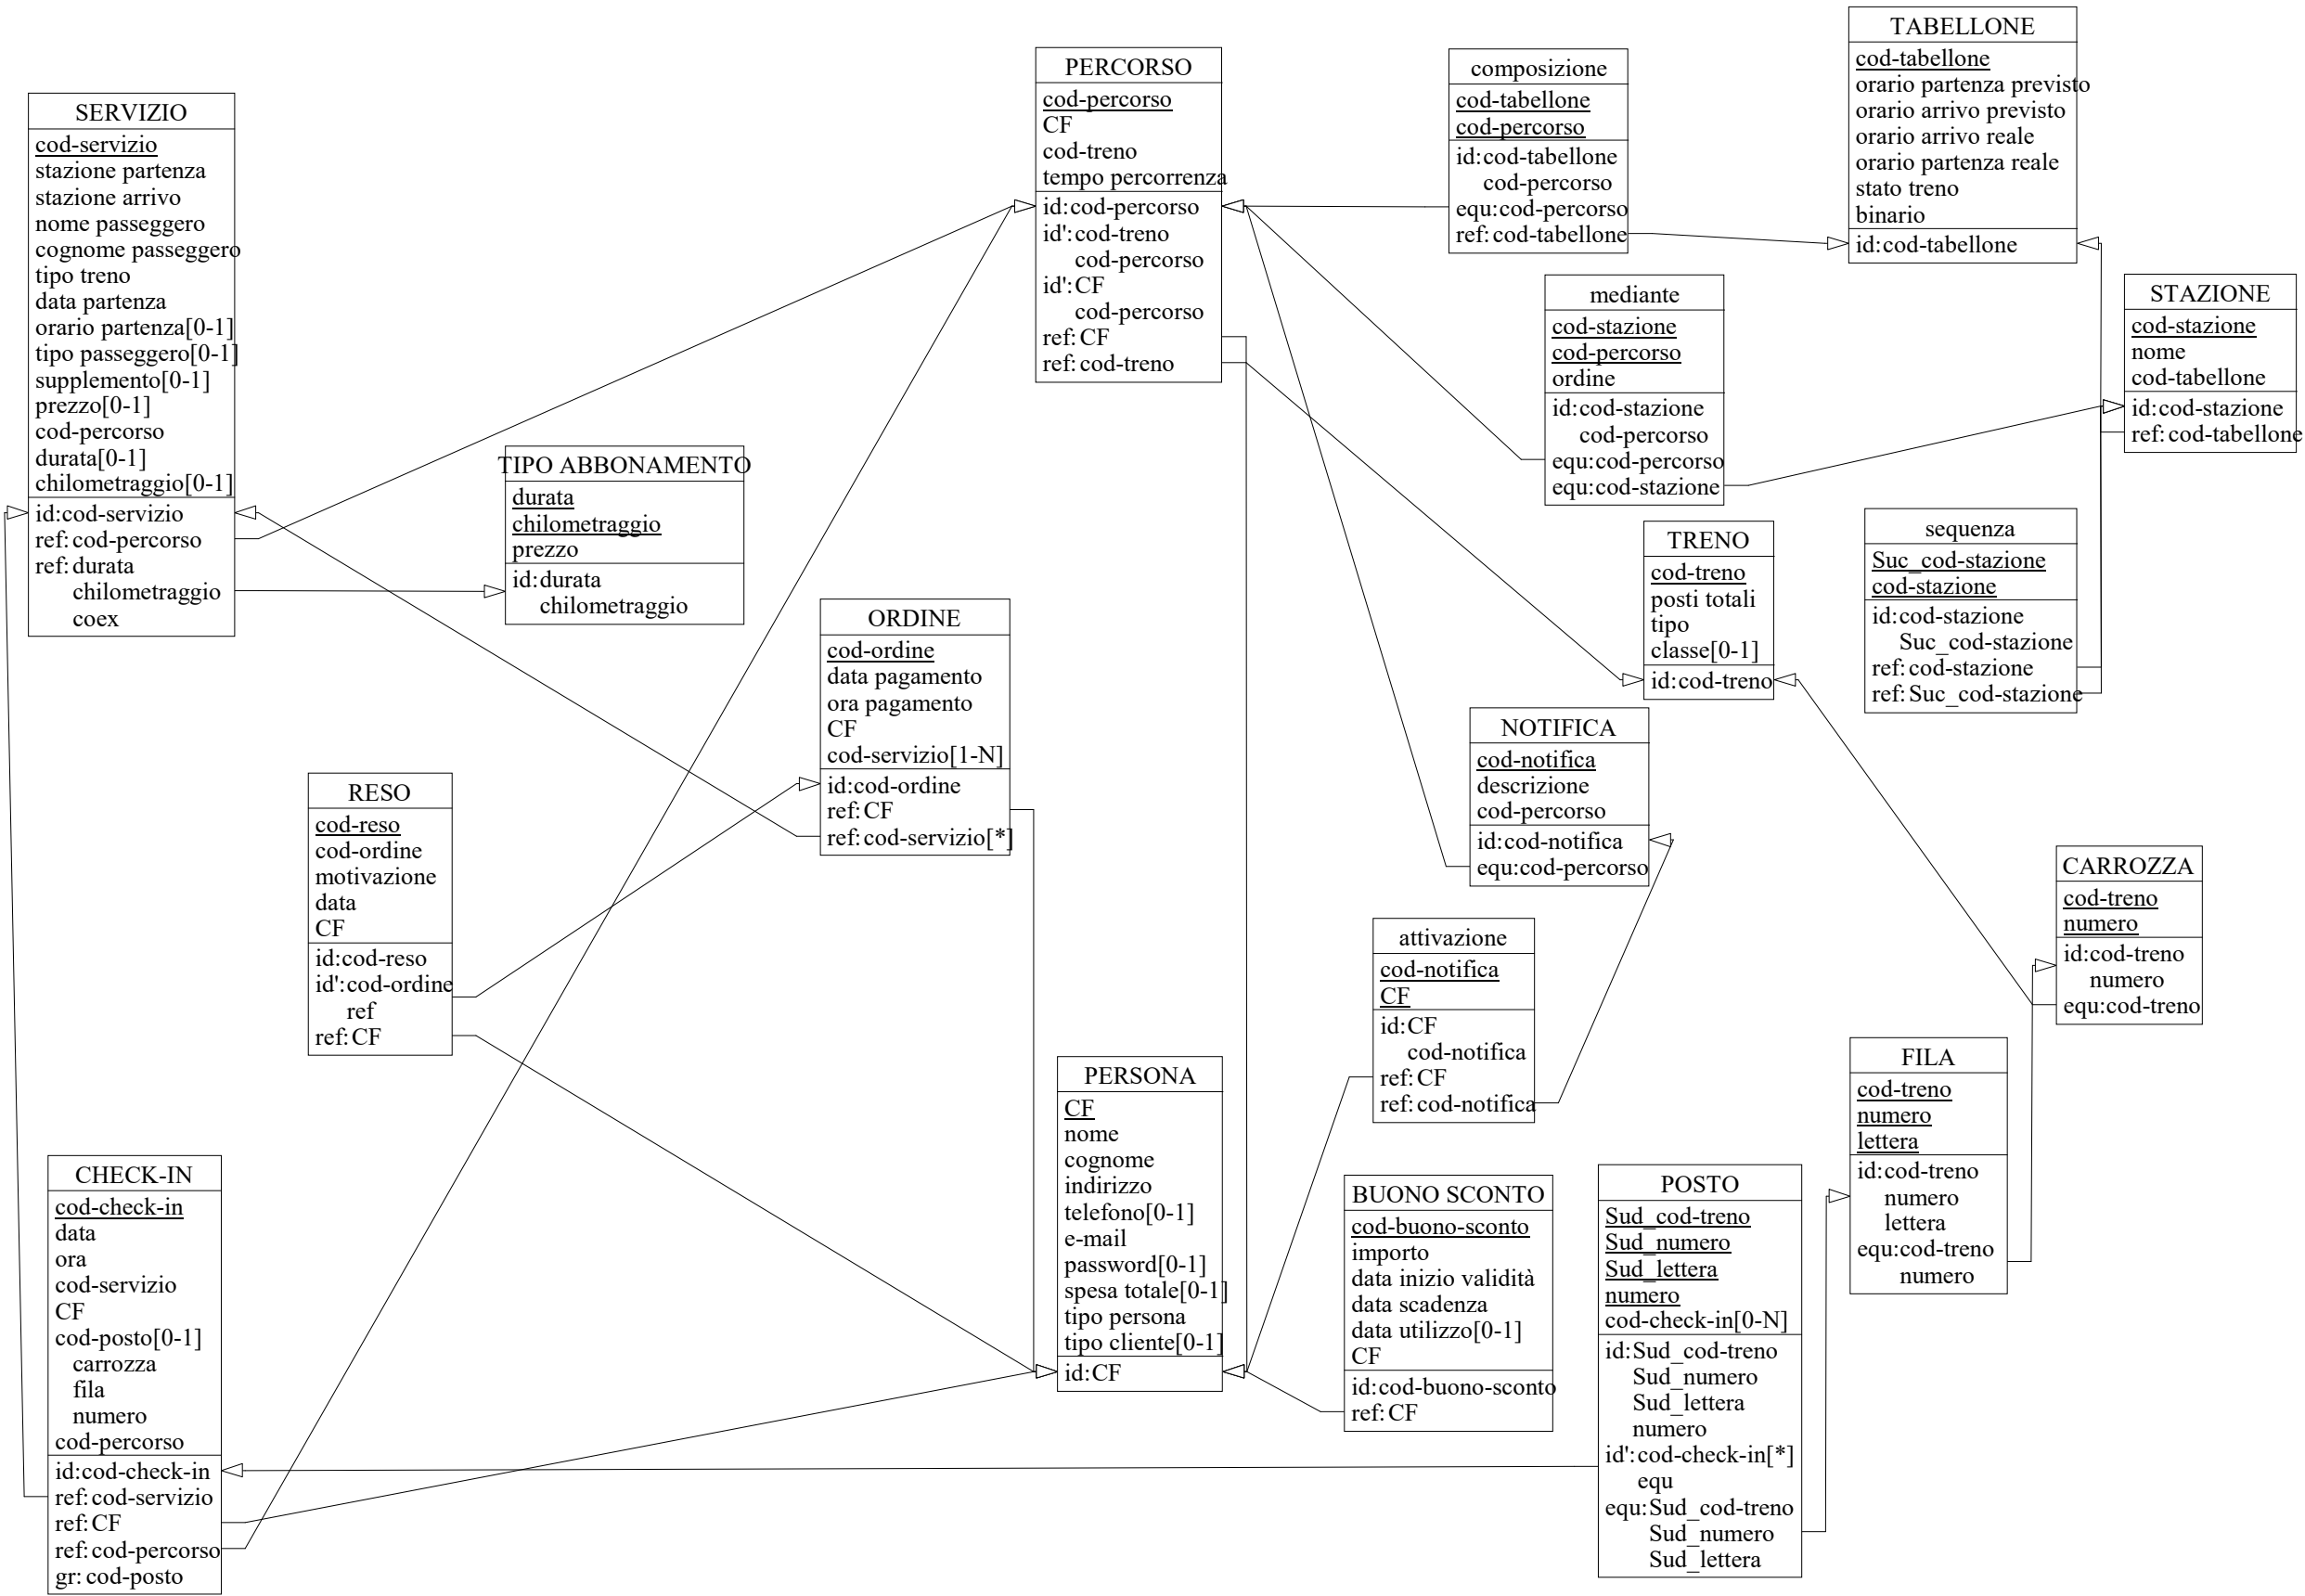 SERVIZIO
cod-servizio
stazione partenza
stazione arrivo
nome passeggero
cognome passeggero
tipo treno
data partenza
orario partenza[0-1]
tipo passeggero[0-1]
supplemento[0-1]
prezzo[0-1]
cod-percorso
durata[0-1]
chilometraggio[0-1]
id:cod-servizio
ref:cod-percorso
ref:durata
chilometraggio
coex
TIPO ABBONAMENTO
durata
chilometraggio
prezzo
id:durata
chilometraggio
PERCORSO
cod-percorso
CF
cod-treno
tempo percorrenza
id:cod-percorso
id':cod-treno
cod-percorso
id':CF
cod-percorso
ref:CF
ref:cod-treno
composizione
cod-tabellone
cod-percorso
id:cod-tabellone
cod-percorso
equ:cod-percorso
ref:cod-tabellone
TABELLONE
cod-tabellone
orario partenza previsto
orario arrivo previsto
orario arrivo reale
orario partenza reale
stato treno
binario
id:cod-tabellone
mediante
cod-stazione
cod-percorso
ordine
id:cod-stazione
cod-percorso
equ:cod-percorso
equ:cod-stazione
STAZIONE
cod-stazione
nome
cod-tabellone
id:cod-stazione
ref:cod-tabellone
sequenza
Suc_cod-stazione
cod-stazione
id:cod-stazione
Suc_cod-stazione
ref:cod-stazione
ref:Suc_cod-stazione
TRENO
cod-treno
posti totali
tipo
classe[0-1]
id:cod-treno
ORDINE
cod-ordine
data pagamento
ora pagamento
CF
cod-servizio[1-N]
id:cod-ordine
ref:CF
ref:cod-servizio[*]
NOTIFICA
cod-notifica
descrizione
cod-percorso
id:cod-notifica
equ:cod-percorso
RESO
cod-reso
cod-ordine
motivazione
data
CF
id:cod-reso
id':cod-ordine
ref
ref:CF
CARROZZA
cod-treno
numero
id:cod-treno
numero
equ:cod-treno
attivazione
cod-notifica
CF
id:CF
cod-notifica
ref:CF
ref:cod-notifica
FILA
cod-treno
numero
lettera
id:cod-treno
numero
lettera
equ:cod-treno
numero
PERSONA
CF
nome
cognome
indirizzo
telefono[0-1]
e-mail
password[0-1]
spesa totale[0-1]
tipo persona
tipo cliente[0-1]
id:CF
CHECK-IN
cod-check-in
data
ora
cod-servizio
CF
cod-posto[0-1]
carrozza
fila
numero
cod-percorso
id:cod-check-in
ref:cod-servizio
ref:CF
ref:cod-percorso
gr: cod-posto
BUONO SCONTO
cod-buono-sconto
importo
data inizio validità
data scadenza
data utilizzo[0-1]
CF
id:cod-buono-sconto
ref:CF
POSTO
Sud_cod-treno
Sud_numero
Sud_lettera
numero
cod-check-in[0-N]
id:Sud_cod-treno
Sud_numero
Sud_lettera
numero
id':cod-check-in[*]
equ
equ:Sud_cod-treno
Sud_numero
Sud_lettera